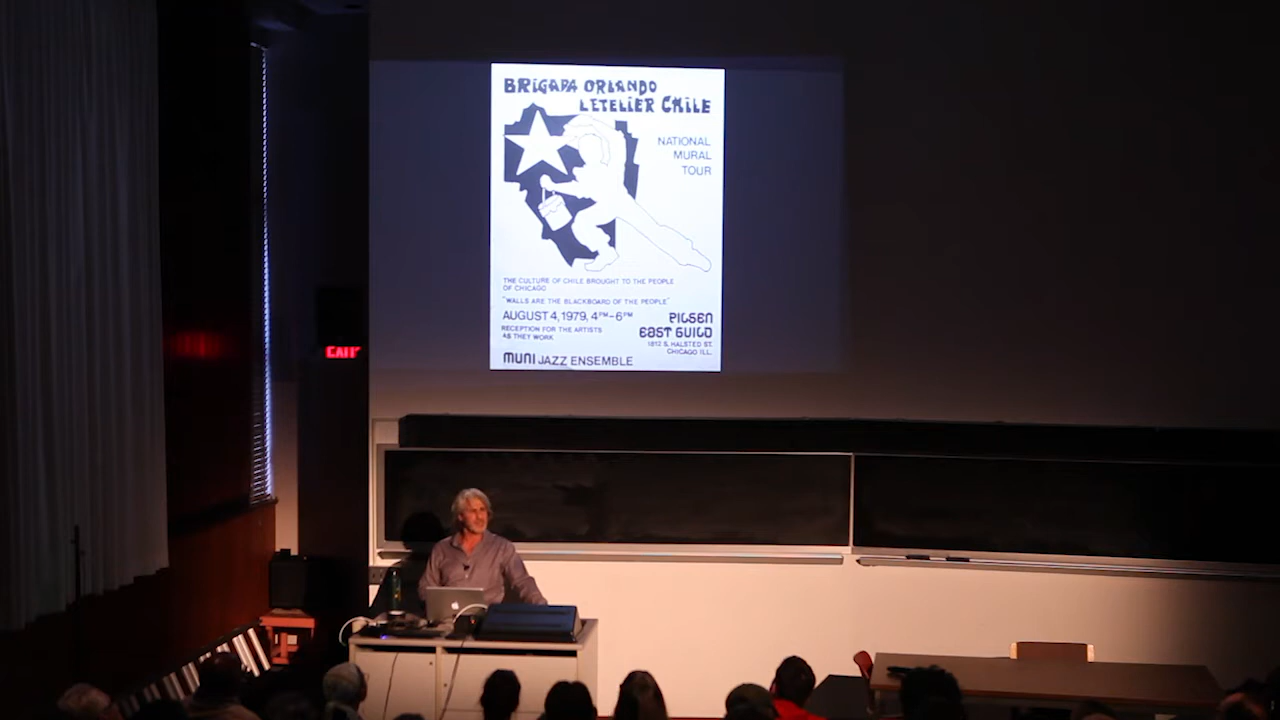 BRIGADA ORLANDO
LETELIER CHILE
NATIONAL
MURAL
TOUR
THE CULTURE OF CHILE BROUGHT TO THE PEOPLE
OF CHICAGO
"WALLS ARE THE BLACKBOARD OF THE PEOPLE"
AUGUST 4, 1979, 4PM-6PM
RECEPTION FOR THE ARTISTS
AS THEY WORK
PILSEN
EAST GUILD
1812 S. HALSTED ST.
CHICAGO ILL.
MUNI JAZZ ENSEMBLE
EXIT